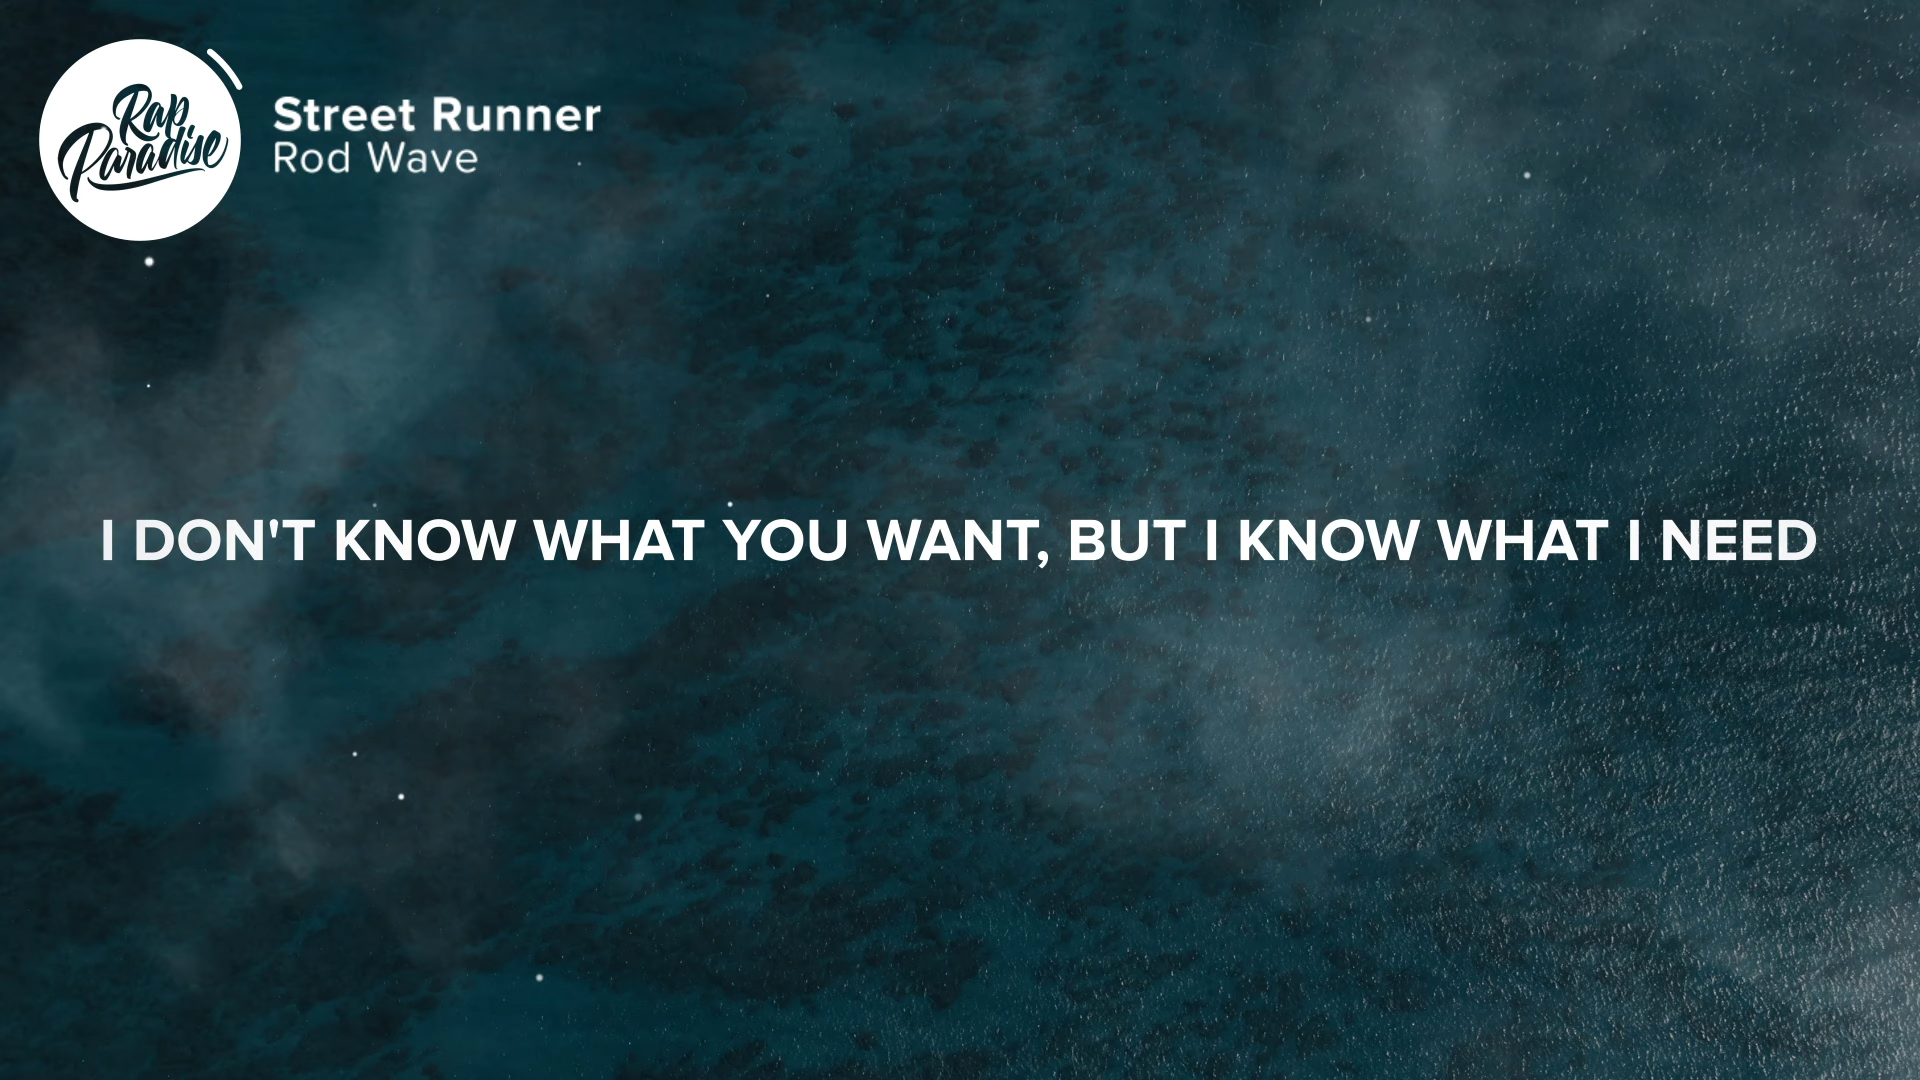 Rap
Paradise
Street Runner
Rod Wave
I DON'T KNOW WHAT YOU WANT, BUT I KNOW WHAT I NEED